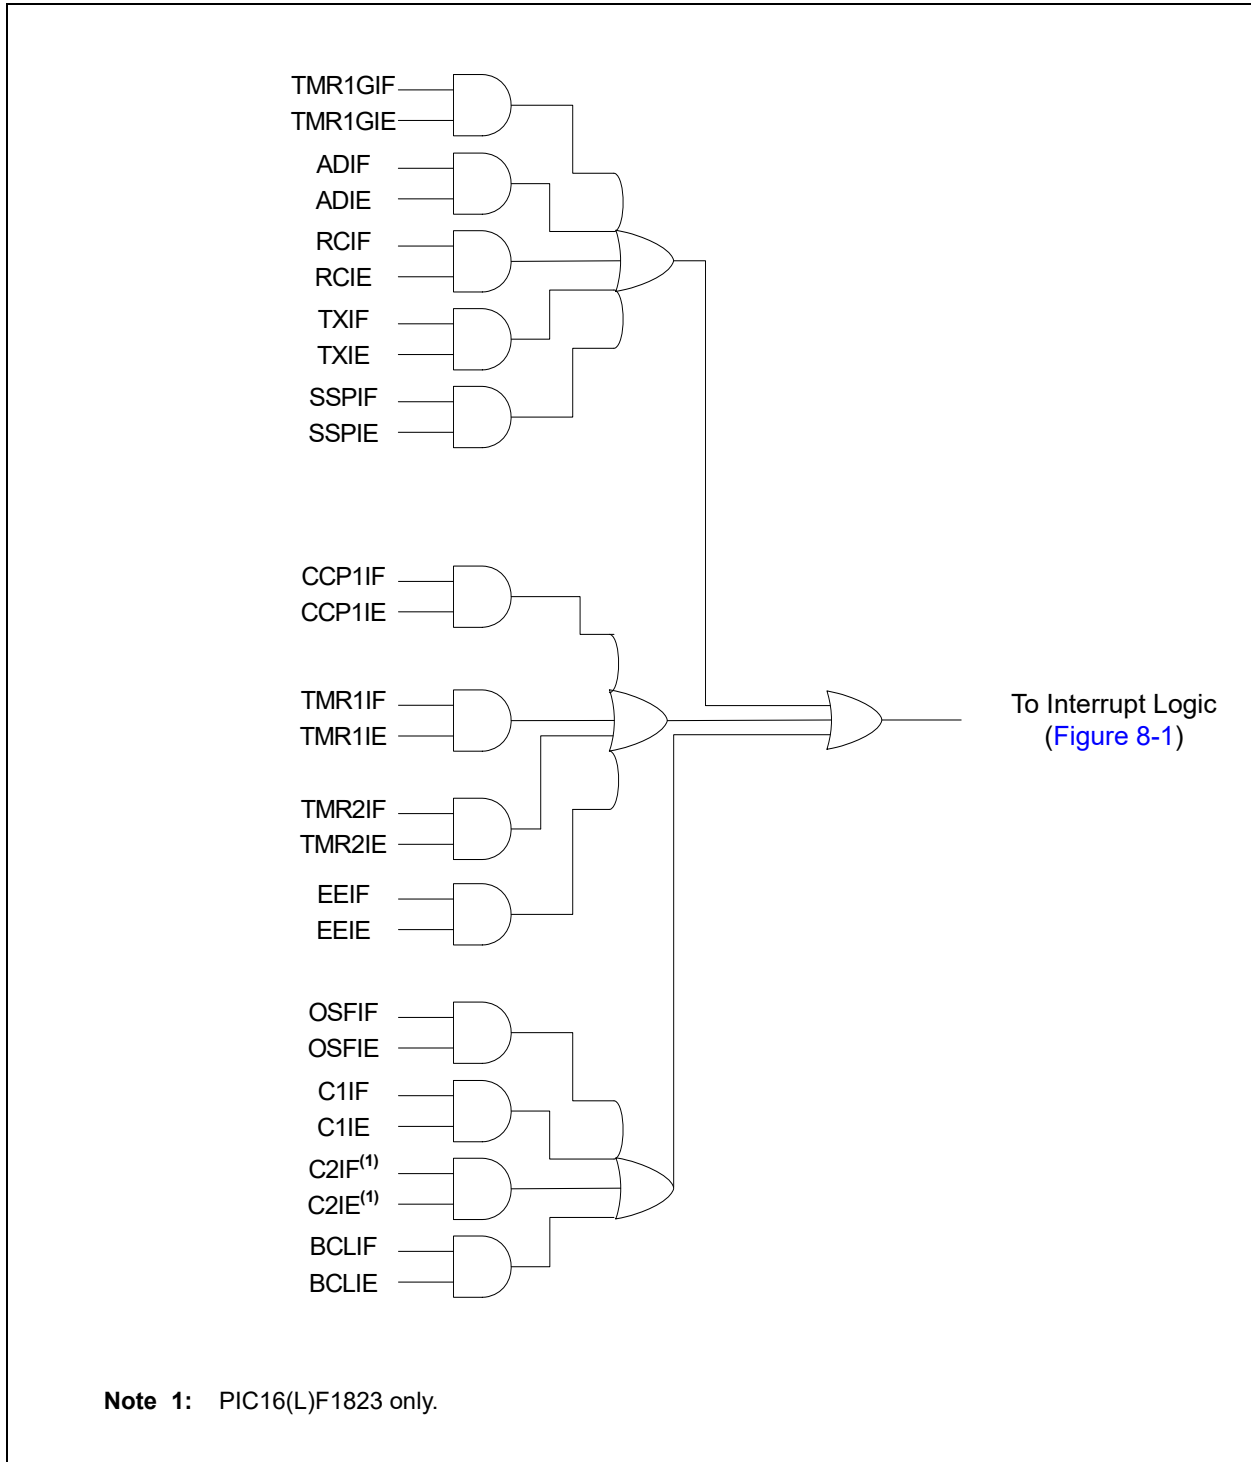 TMR1GIF
TMR1GIE
ADIF
ADIE
RCIF
RCIE
TXIF
TXIE
SSPIF
SSPIE
CCP1IF
CCP1IE
TMR1IF
TMR1IE
To Interrupt Logic
(Figure 8-1)
TMR2IF
TMR2IE
EEIF
EEIE
OSFIF
OSFIE
C1IF
C1IE
C2IF(1)
C2IE(1)
BCLIF
BCLIE
Note 1: PIC16(L)F1823 only.